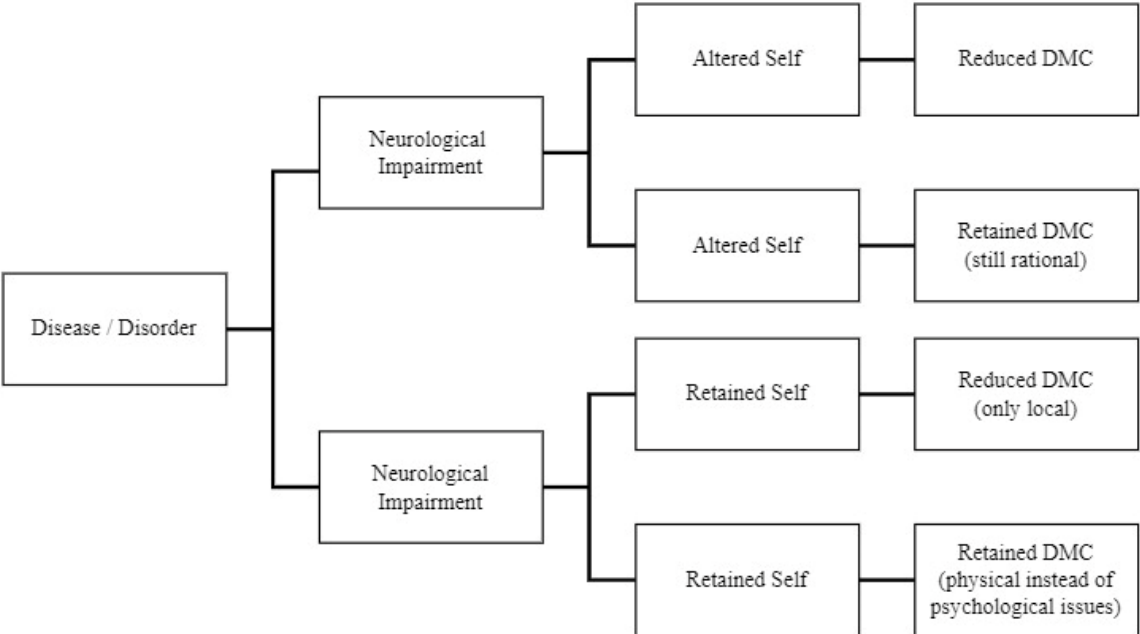 Disease / Disorder
Neurological
Impairment
Altered Self
Reduced DMC
Altered Self
Retained DMC
(still rational)
Neurological
Impairment
Retained Self
Reduced DMC
(only local)
Retained Self
Retained DMC
(physical instead of
psychological issues)